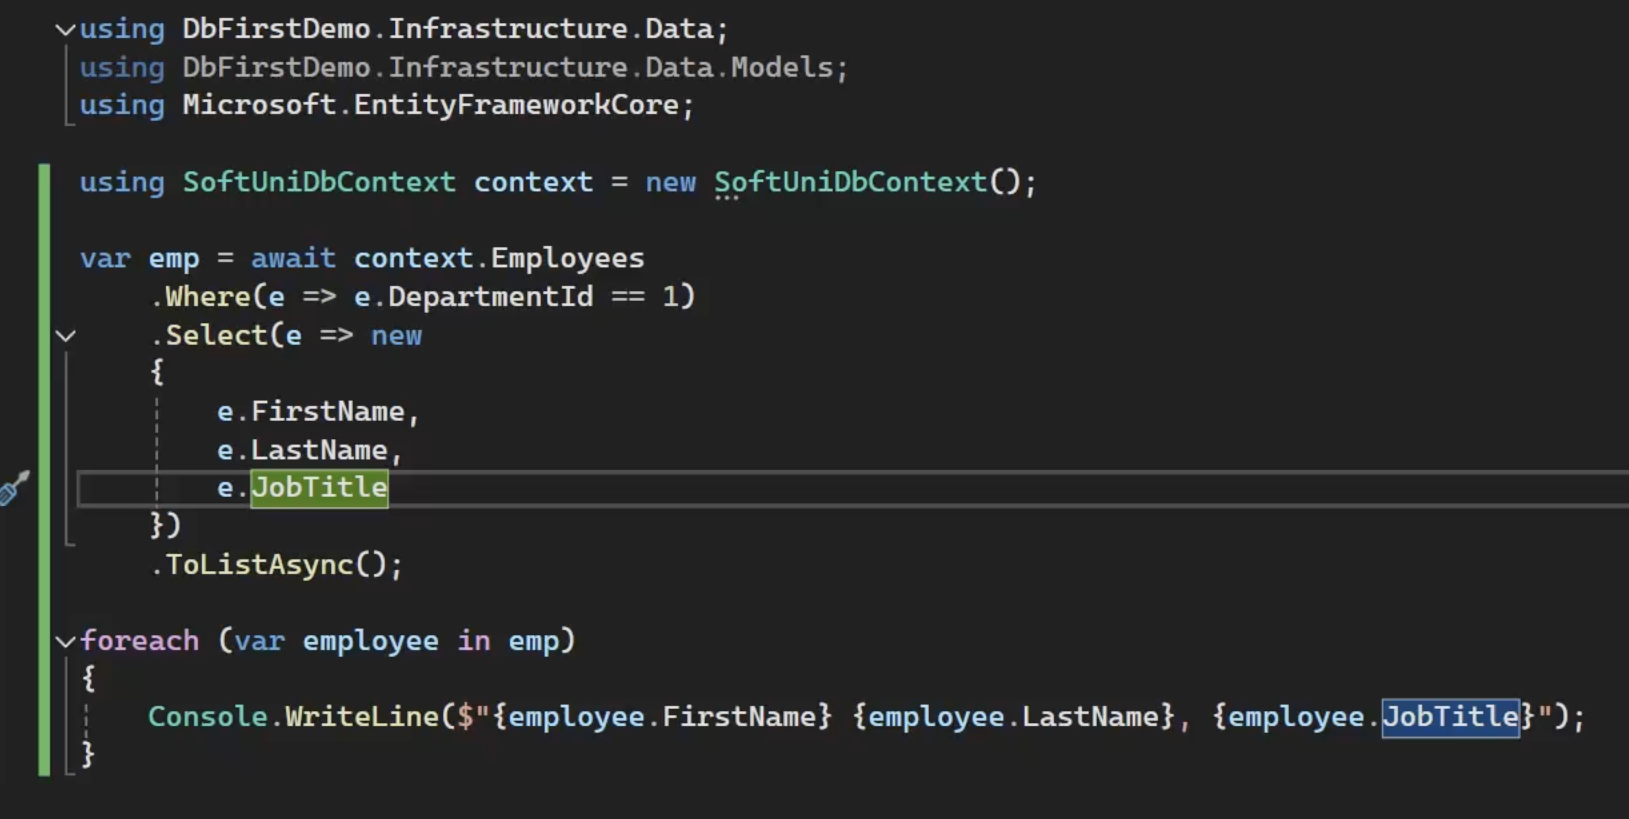 using DbFirstDemo.Infrastructure.Data;
using DbFirstDemo.Infrastructure.Data.Models;
using Microsoft.EntityFrameworkCore;
using SoftUniDbContext context = new SoftUniDbContext();
var emp = await context.Employees
.Where(e => e.DepartmentId == 1)
.Select(e => new
{
e.FirstName,
e.LastName,
e.JobTitle
})
.ToListAsync();
foreach (var employee in emp)
{
Console.WriteLine($"{employee.FirstName} {employee.LastName}, {employee.JobTitle}");
}